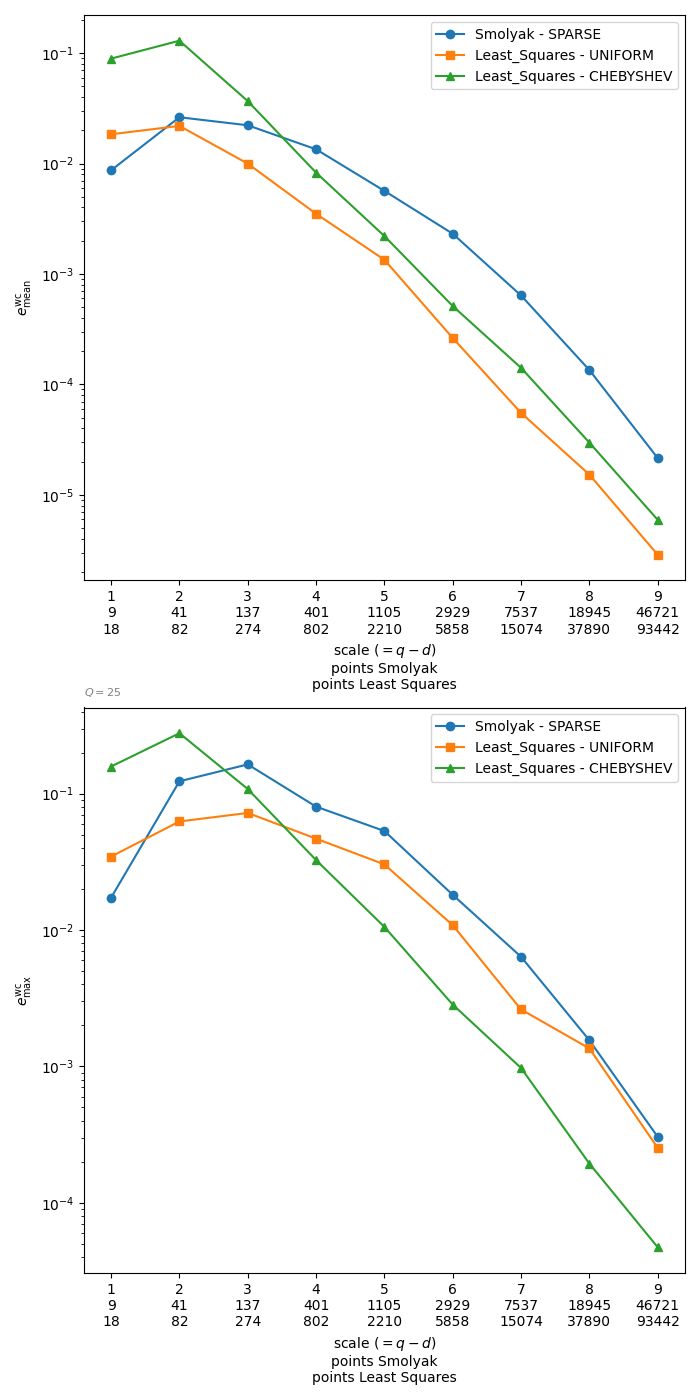 Smolyak - SPARSE
Least_Squares - UNIFORM
Least_Squares - CHEBYSHEV
10⁻¹
10⁻²
10⁻³
10⁻⁴
10⁻⁵
e^wc_mean
1 2 3 4 5 6 7 8 9
9 41 137 401 1105 2929 7537 18945 46721
18 82 274 802 2210 5858 15074 37890 93442
scale (= q − d)
points Smolyak
points Least Squares
Q = 25
Smolyak - SPARSE
Least_Squares - UNIFORM
Least_Squares - CHEBYSHEV
10⁻¹
10⁻²
10⁻³
10⁻⁴
e^wc_max
1 2 3 4 5 6 7 8 9
9 41 137 401 1105 2929 7537 18945 46721
18 82 274 802 2210 5858 15074 37890 93442
scale (= q − d)
points Smolyak
points Least Squares